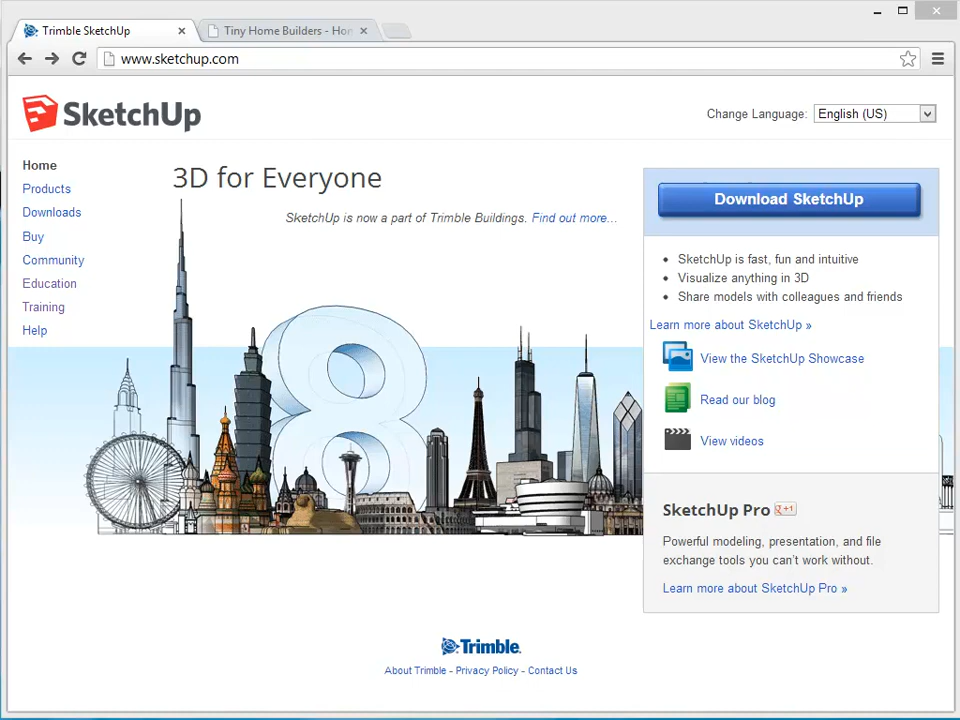 Trimble SketchUp
Tiny Home Builders - Hom
www.sketchup.com
SketchUp
Change Language: English (US)
Home
Products
Downloads
Buy
Community
Education
Training
Help
3D for Everyone
SketchUp is now a part of Trimble Buildings. Find out more...
8
Download SketchUp
SketchUp is fast, fun and intuitive
Visualize anything in 3D
Share models with colleagues and friends
Learn more about SketchUp »
View the SketchUp Showcase
Read our blog
View videos
SketchUp Pro +1
Powerful modeling, presentation, and file
exchange tools you can't work without.
Learn more about SketchUp Pro »
Trimble.
About Trimble - Privacy Policy - Contact Us